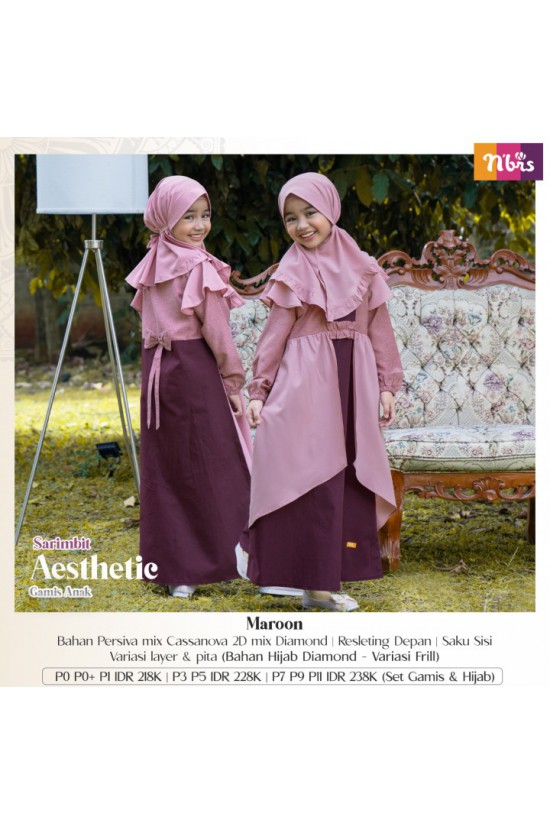 N'brs
Sarimbit
Aesthetic
Gamis Anak
Maroon
Bahan Persiva mix Cassanova 2D mix Diamond | Resleting Depan | Saku Sisi
Variasi layer & pita (Bahan Hijab Diamond - Variasi Frill)
P0 P0+ P1 IDR 218K | P3 P5 IDR 228K | P7 P9 P11 IDR 238K (Set Gamis & Hijab)